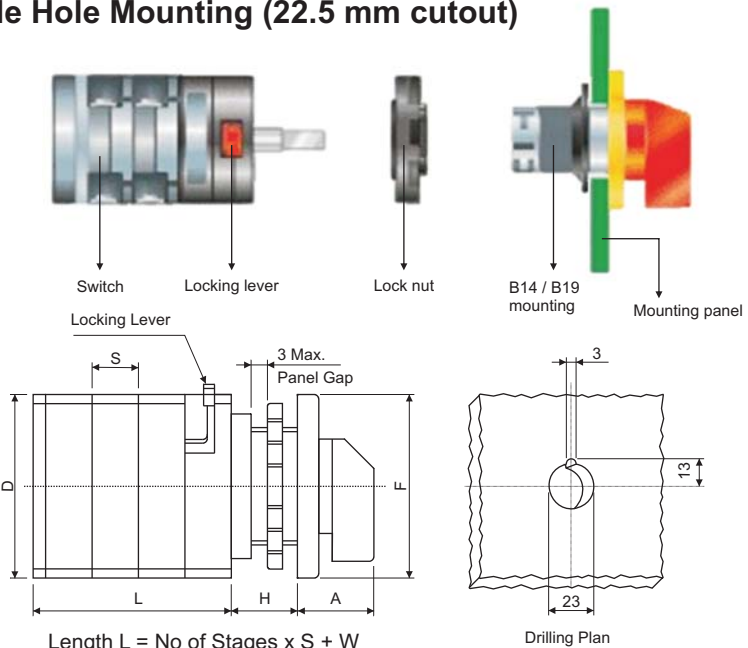 le Hole Mounting (22.5 mm cutout)
Switch
Locking lever
Lock nut
B14 / B19
mounting
Mounting panel
Locking Lever
S
3 Max.
Panel Gap
3
D
F
13
L
H
A
23
Length L = No of Stages x S + W
Drilling Plan